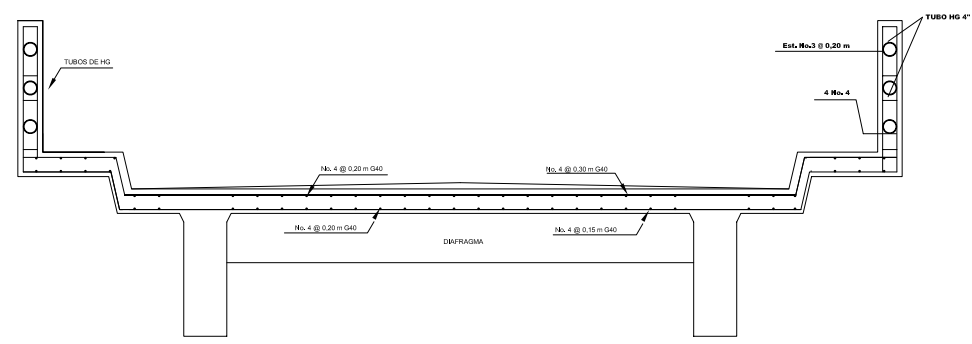 TUBO HG 4"
Est. No.3 @ 0,20 m
TUBOS DE HG
4 No. 4
No. 4 @ 0,20 m G40
No. 4 @ 0,30 m G40
No. 4 @ 0,20 m G40
No. 4 @ 0,15 m G40
DIAFRAGMA